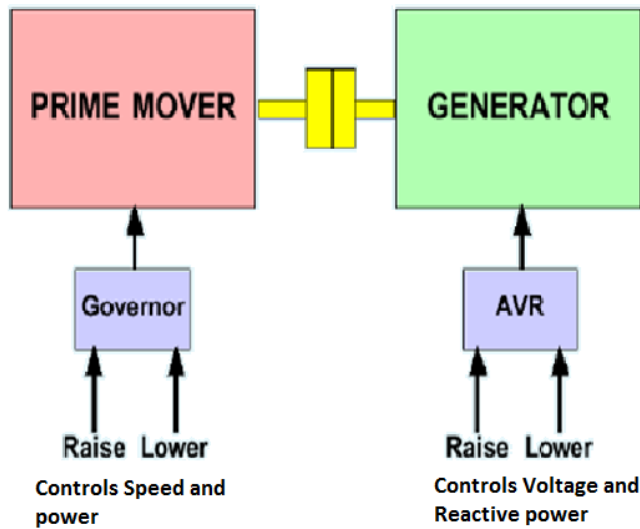 PRIME MOVER
GENERATOR
Governor
AVR
Raise Lower
Raise Lower
Controls Speed and
power
Controls Voltage and
Reactive power